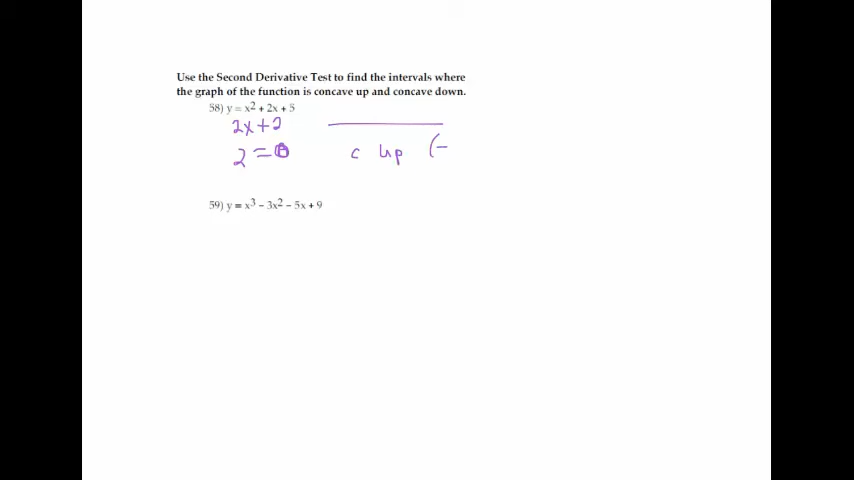 Use the Second Derivative Test to find the intervals where
the graph of the function is concave up and concave down.
58) y = x² + 2x + 5
2x+2
2 = 0
c up (-
59) y = x³ – 3x² – 5x + 9